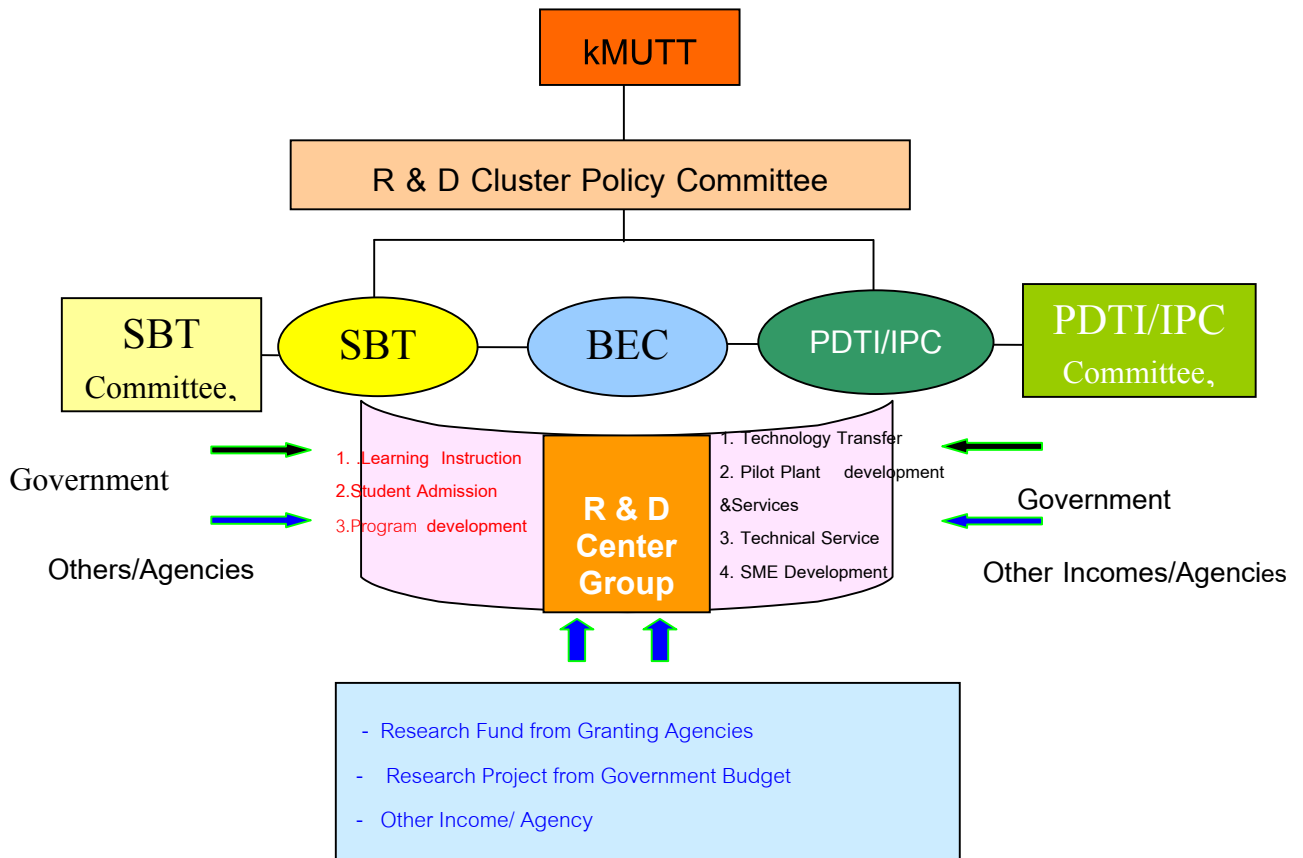 kMUTT
R & D Cluster Policy Committee
SBT
Committee,
SBT
BEC
PDTI/IPC
PDTI/IPC
Committee,
Government
Others/Agencies
1. .Learning Instruction
2.Student Admission
3.Program development
R & D
Center
Group
1. Technology Transfer
2. Pilot Plant development
&Services
3. Technical Service
4. SME Development
Government
Other Incomes/Agencies
- Research Fund from Granting Agencies
- Research Project from Government Budget
- Other Income/ Agency